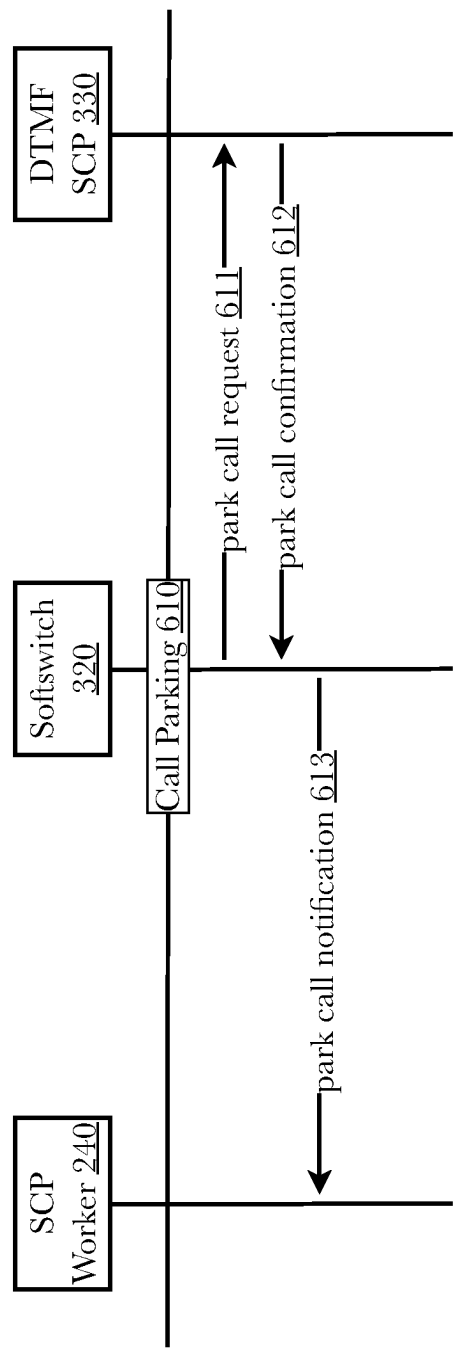 SCP
Worker 240
Softswitch
320
DTMF
SCP 330
Call Parking 610
park call request 611
park call confirmation 612
park call notification 613